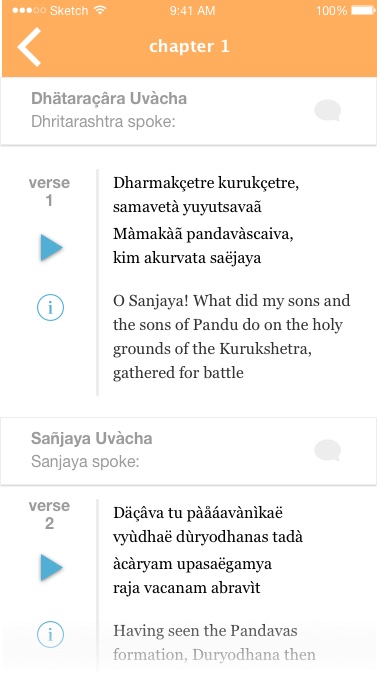 Sketch
9:41 AM
100%
chapter 1
Dhätaraçâra Uvàcha
Dhritarashtra spoke:
verse
1
Dharmakçetre kurukçetre,
samavetà yuyutsavaã
Màmakàã pandavàscaiva,
kim akurvata saëjaya
i
O Sanjaya! What did my sons and
the sons of Pandu do on the holy
grounds of the Kurukshetra,
gathered for battle
Sañjaya Uvàcha
Sanjaya spoke:
verse
2
Däçâva tu pàåáavànìkaë
vyùdhaë dùryodhanas tadà
àcàryam upasaëgamya
raja vacanam abravìt
i
Having seen the Pandavas
formation, Duryodhana then